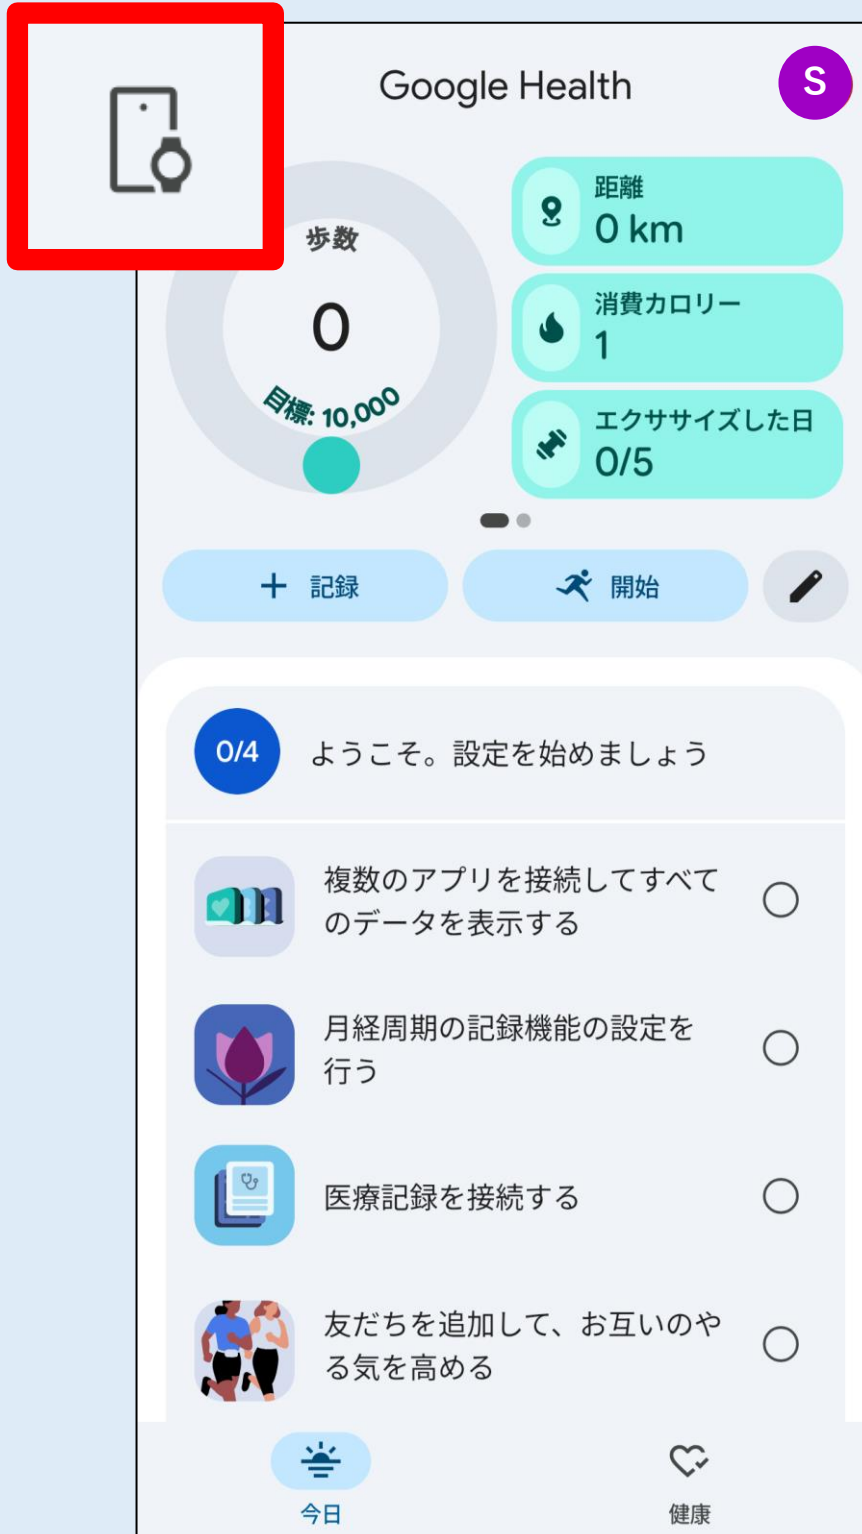 Google Health
S
歩数
0
目標: 10,000
距離
0 km
消費カロリー
1
エクササイズした日
0/5
+ 記録
開始
0/4
ようこそ。設定を始めましょう
複数のアプリを接続してすべて
のデータを表示する
月経周期の記録機能の設定を
行う
医療記録を接続する
友だちを追加して、お互いのや
る気を高める
今日
健康